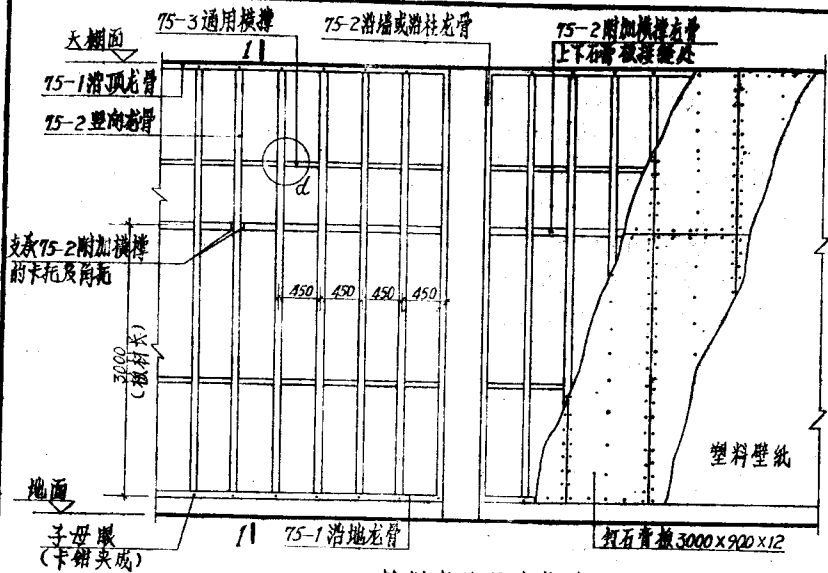 75-3通用横撑
75-2沿墙或沿柱龙骨
75-2附加横撑龙骨
上下石膏板接缝处
天棚面
1
75-1沿顶龙骨
75-2竖向龙骨
d
支承75-2附加横撑
的卡托及角托
450 450 450 450
3000
(板材长)
塑料壁纸
地面
子母眼
(卡钳夹成)
1
75-1沿地龙骨
钉石膏板3000×900×12